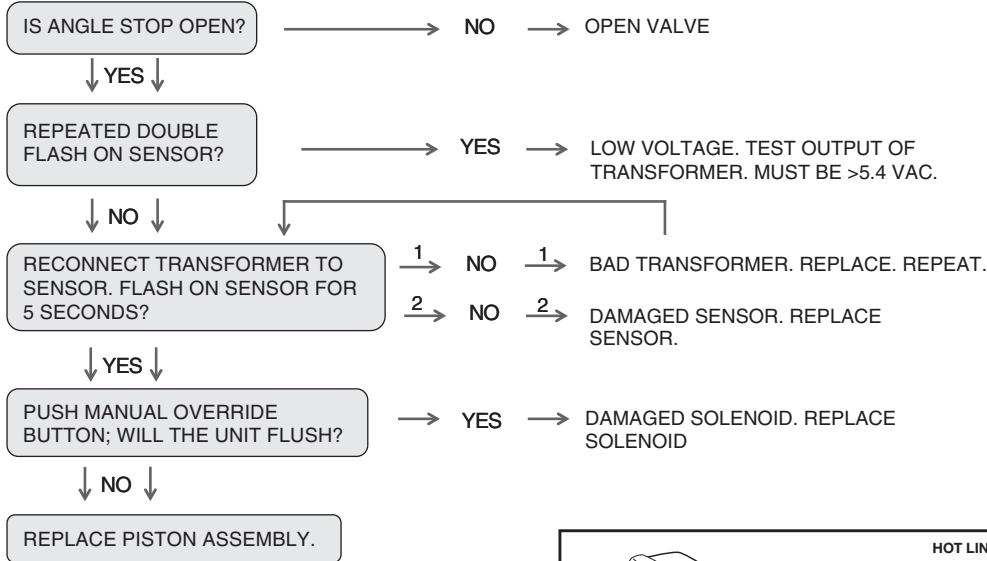 IS ANGLE STOP OPEN?
NO
OPEN VALVE
YES
REPEATED DOUBLE
FLASH ON SENSOR?
YES
LOW VOLTAGE. TEST OUTPUT OF
TRANSFORMER. MUST BE >5.4 VAC.
NO
RECONNECT TRANSFORMER TO
SENSOR. FLASH ON SENSOR FOR
5 SECONDS?
1
NO
1
BAD TRANSFORMER. REPLACE. REPEAT.
2
NO
2
DAMAGED SENSOR. REPLACE
SENSOR.
YES
PUSH MANUAL OVERRIDE
BUTTON; WILL THE UNIT FLUSH?
YES
DAMAGED SOLENOID. REPLACE
SOLENOID
NO
REPLACE PISTON ASSEMBLY.
HOT